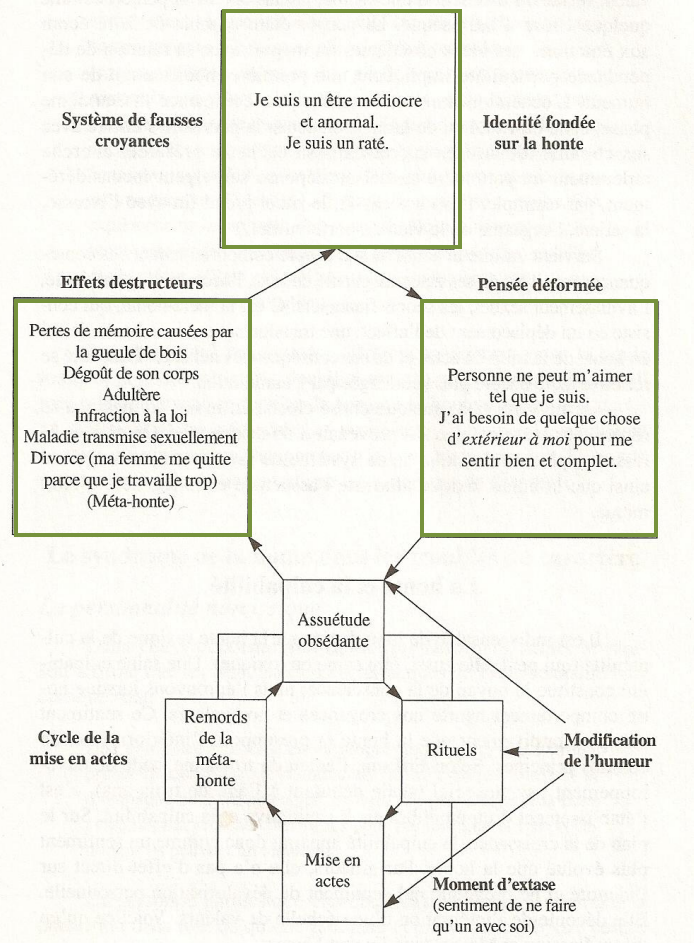 Système de fausses
croyances
Je suis un être médiocre
et anormal.
Je suis un raté.
Identité fondée
sur la honte
Effets destructeurs
Pertes de mémoire causées par
la gueule de bois
Dégoût de son corps
Adultère
Infraction à la loi
Maladie transmise sexuellement
Divorce (ma femme me quitte
parce que je travaille trop)
(Méta-honte)
Pensée déformée
Personne ne peut m’aimer
tel que je suis.
J’ai besoin de quelque chose
d’extérieur à moi pour me
sentir bien et complet.
Assuétude
obsédante
Cycle de la
mise en actes
Remords
de la
méta-
honte
Rituels
Modification
de l’humeur
Mise en
actes
Moment d’extase
(sentiment de ne faire
qu’un avec soi)